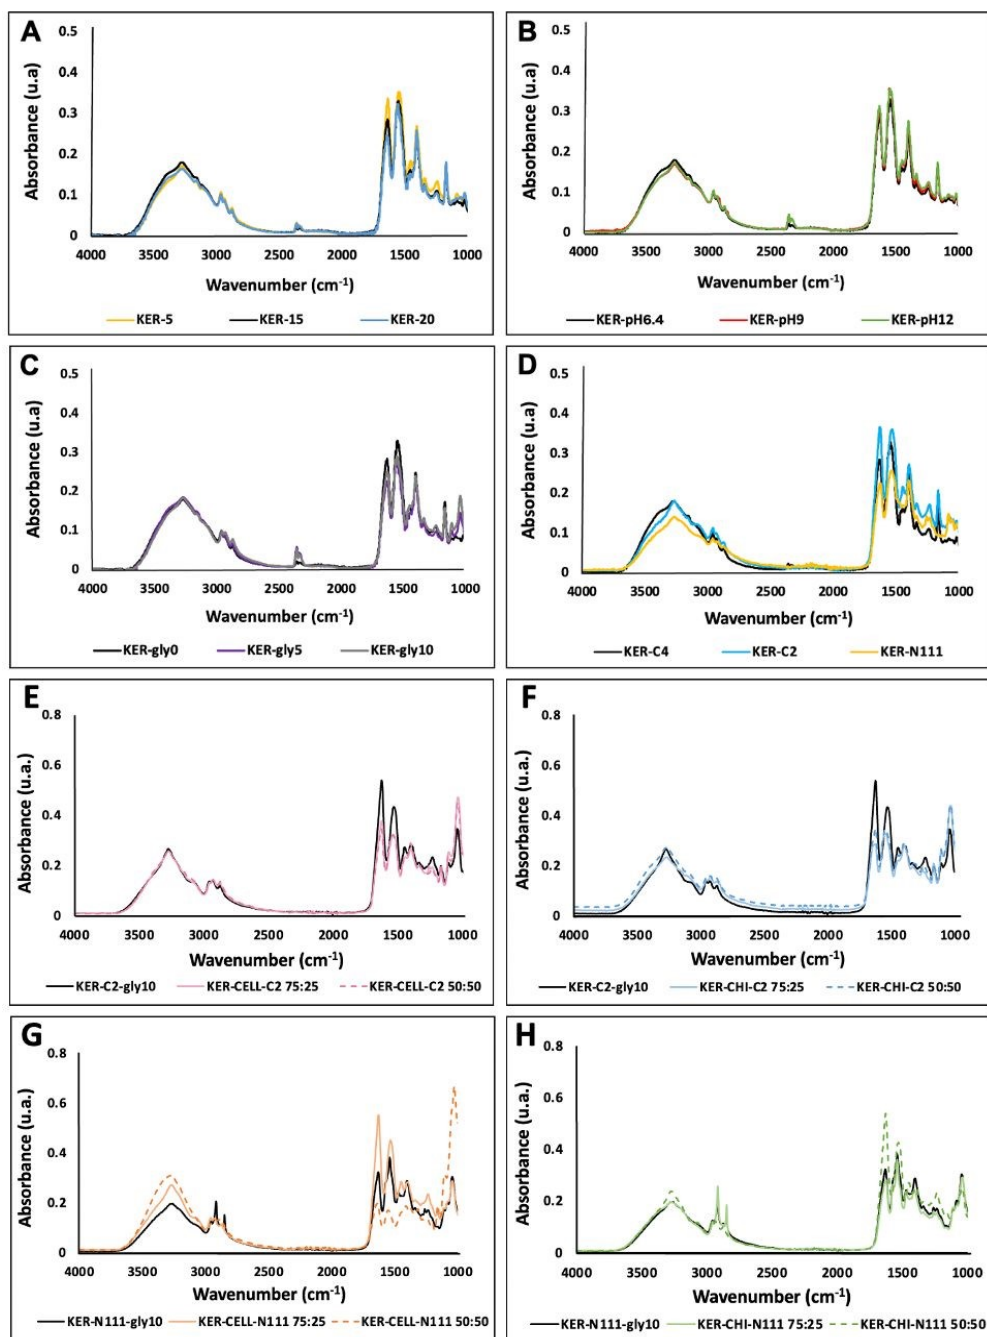 A
Absorbance (u.a)
0.5
0.4
0.3
0.2
0.1
0
4000 3500 3000 2500 2000 1500 1000
Wavenumber (cm-1)
KER-5 KER-15 KER-20
B
Absorbance (u.a)
0.5
0.4
0.3
0.2
0.1
0
4000 3500 3000 2500 2000 1500 1000
Wavenumber (cm-1)
KER-pH6.4 KER-pH9 KER-pH12
C
Absorbance (u.a)
0.5
0.4
0.3
0.2
0.1
0
4000 3500 3000 2500 2000 1500 1000
Wavenumber (cm-1)
KER-gly0 KER-gly5 KER-gly10
D
Absorbance (u.a)
0.5
0.4
0.3
0.2
0.1
0
4000 3500 3000 2500 2000 1500 1000
Wavenumber (cm-1)
KER-C4 KER-C2 KER-N111
E
Absorbance (u.a.)
0.8
0.6
0.4
0.2
0
4000 3500 3000 2500 2000 1500 1000
Wavenumber (cm-1)
KER-C2-gly10 KER-CELL-C2 75:25 KER-CELL-C2 50:50
F
Absorbance (u.a.)
0.8
0.6
0.4
0.2
0
4000 3500 3000 2500 2000 1500 1000
Wavenumber (cm-1)
KER-C2-gly10 KER-CHI-C2 75:25 KER-CHI-C2 50:50
G
Absorbance (u.a.)
0.8
0.6
0.4
0.2
0
4000 3500 3000 2500 2000 1500 1000
Wavenumber (cm-1)
KER-N111-gly10 KER-CELL-N111 75:25 KER-CELL-N111 50:50
H
Absorbance (u.a.)
0.8
0.6
0.4
0.2
0
4000 3500 3000 2500 2000 1500 1000
Wavenumber (cm-1)
KER-N111-gly10 KER-CHI-N111 75:25 KER-CHI-N111 50:50